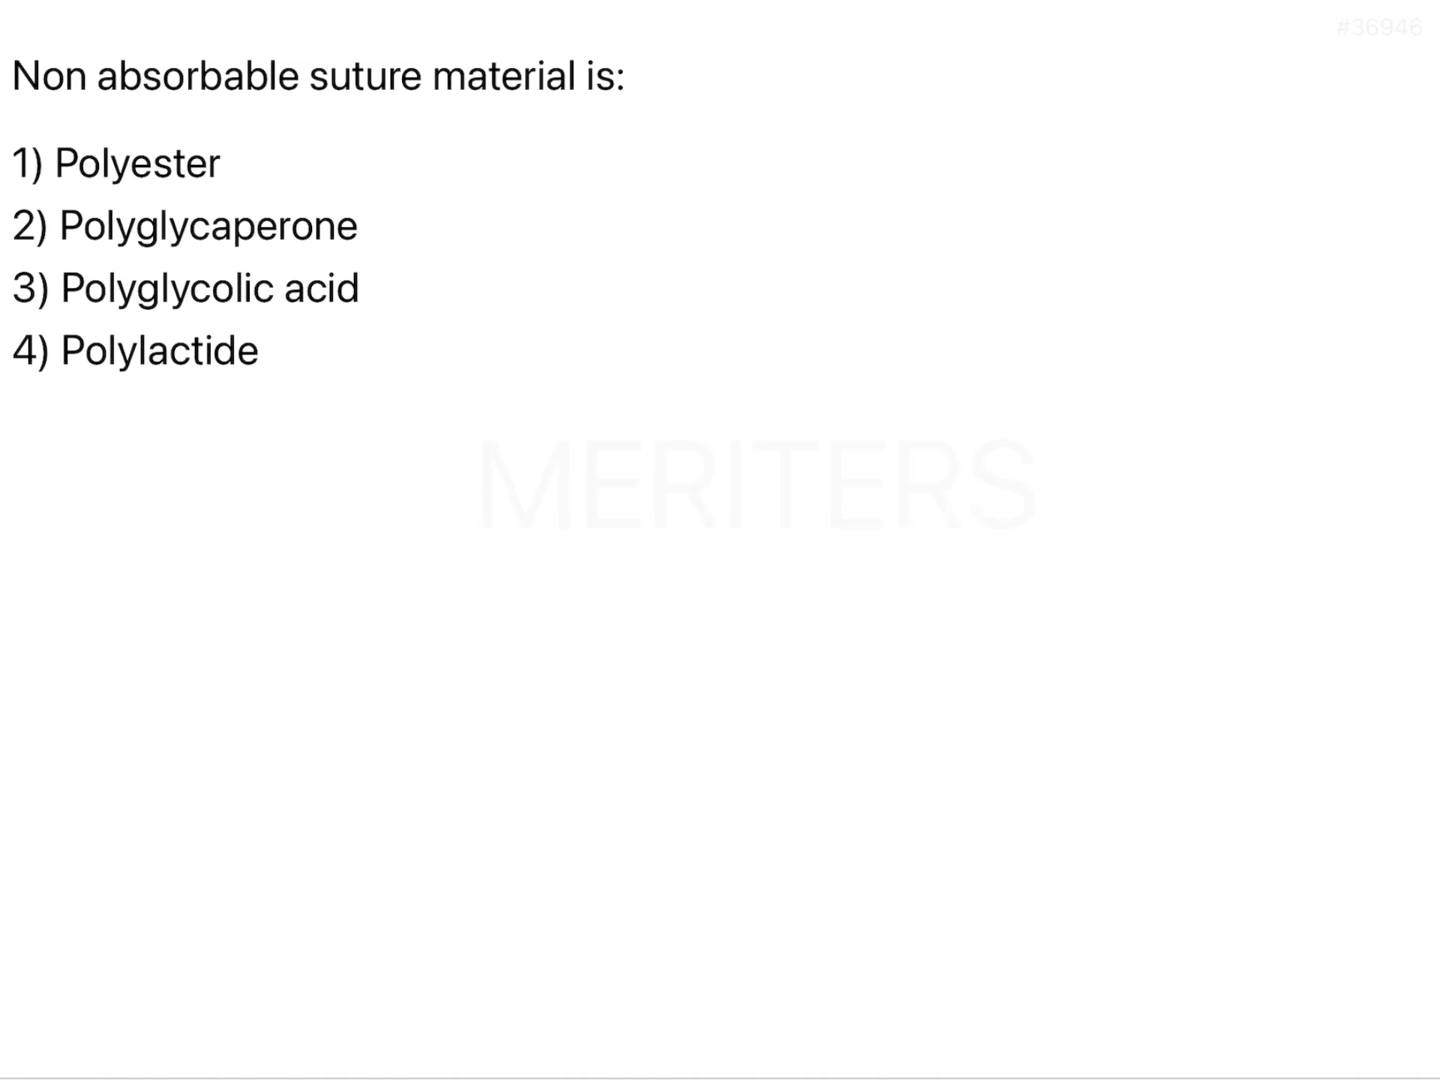 #36946
Non absorbable suture material is:
1) Polyester
2) Polyglycaperone
3) Polyglycolic acid
4) Polylactide
MERITERS